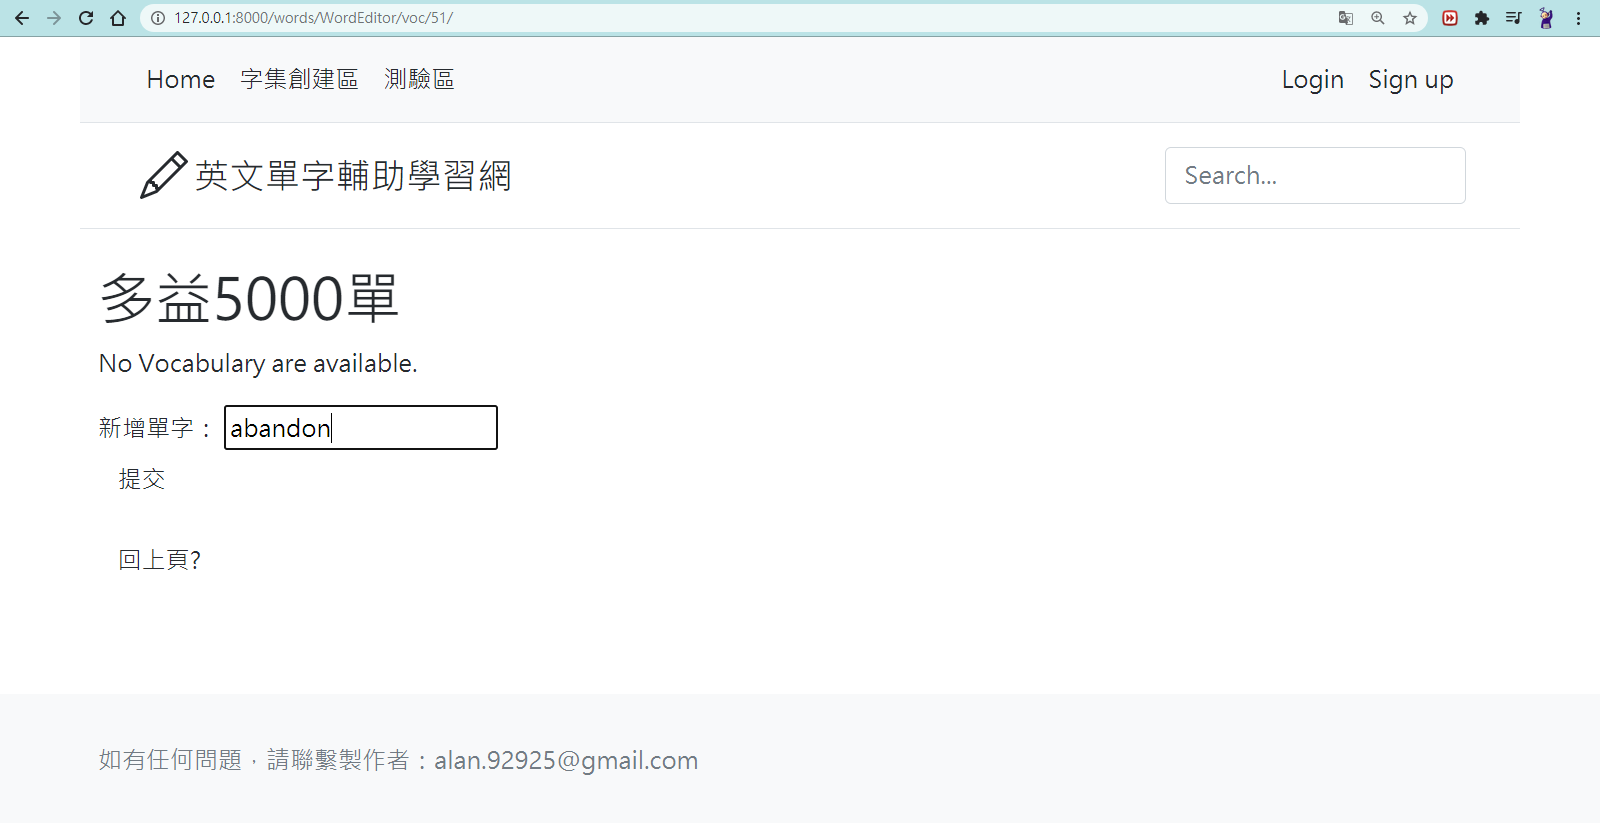 127.0.0.1:8000/words/WordEditor/voc/51/
Home 字集創建區 測驗區 Login Sign up
英文單字輔助學習網 Search...
多益5000單
No Vocabulary are available.
新增單字： abandon
提交
回上頁?
如有任何問題，請聯繫製作者：alan.92925@gmail.com